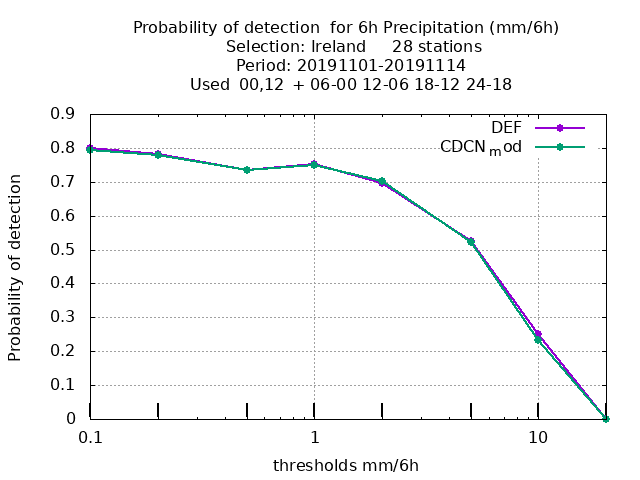 Probability of detection  for 6h Precipitation (mm/6h)
Selection: Ireland     28 stations
Period: 20191101-20191114
Used  00,12  + 06-00 12-06 18-12 24-18
DEF
CDCNmod
0.9
0.8
0.7
0.6
0.5
0.4
0.3
0.2
0.1
0
Probability of detection
0.1 1 10
thresholds mm/6h